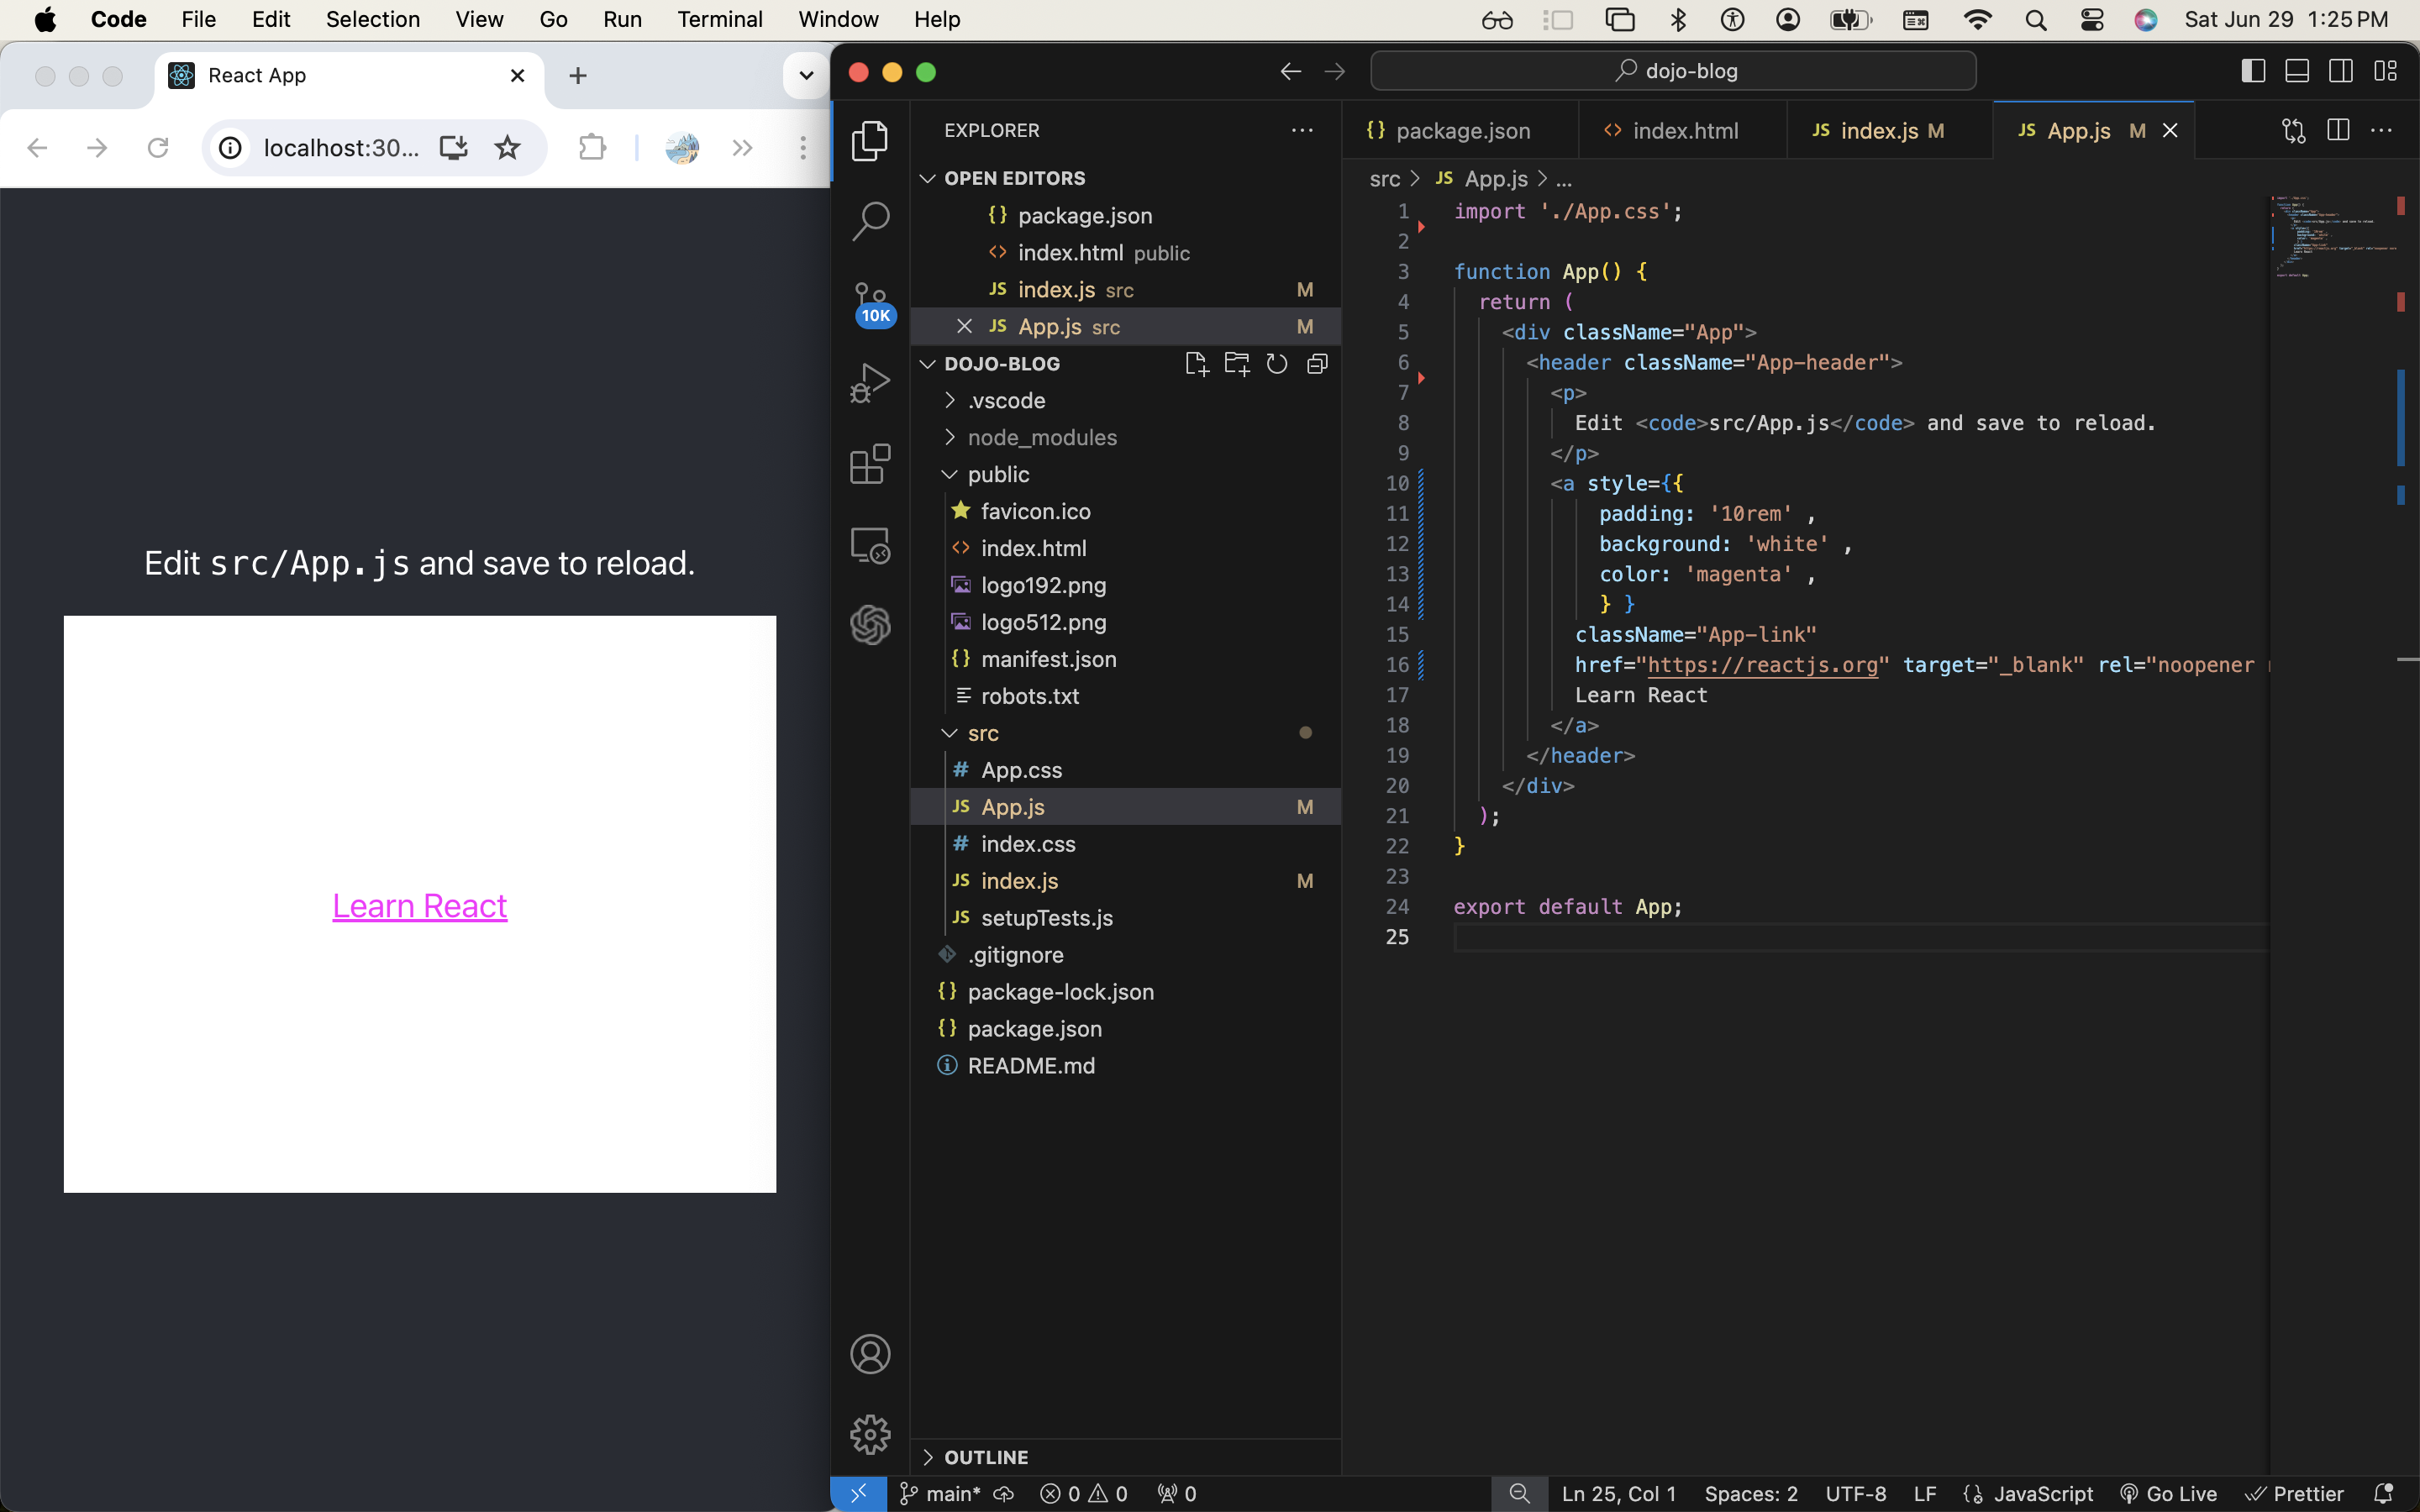 Code File Edit Selection View Go Run Terminal Window Help Sat Jun 29 1:25 PM
React App
localhost:30...
Edit src/App.js and save to reload.
Learn React
dojo-blog
EXPLORER
OPEN EDITORS
{} package.json
<> index.html public
JS index.js src M
JS App.js src M
DOJO-BLOG
.vscode
node_modules
public
favicon.ico
<> index.html
logo192.png
logo512.png
{} manifest.json
robots.txt
src
# App.css
JS App.js M
# index.css
JS index.js M
JS setupTests.js
.gitignore
{} package-lock.json
{} package.json
README.md
OUTLINE
10K
{} package.json <> index.html JS index.js M JS App.js M
src > JS App.js > ...
1 import './App.css';
2
3 function App() {
4 return (
5 <div className="App">
6 <header className="App-header">
7 <p>
8 Edit <code>src/App.js</code> and save to reload.
9 </p>
10 <a style={{
11 padding: '10rem' ,
12 background: 'white' ,
13 color: 'magenta' ,
14 } }
15 className="App-link"
16 href="https://reactjs.org" target="_blank" rel="noopener
17 Learn React
18 </a>
19 </header>
20 </div>
21 );
22 }
23
24 export default App;
25
main* 0 0 0 Ln 25, Col 1 Spaces: 2 UTF-8 LF JavaScript Go Live Prettier